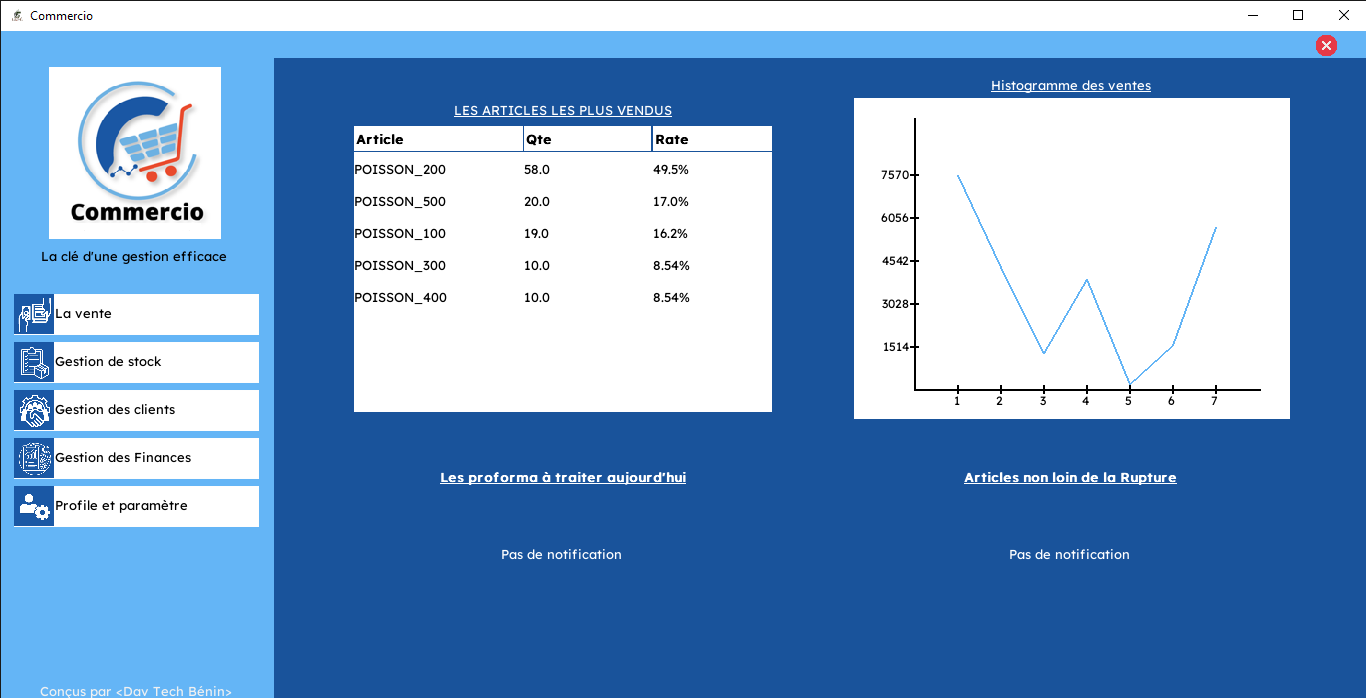 Commercio
Commercio
La clé d'une gestion efficace
La vente
Gestion de stock
Gestion des clients
Gestion des Finances
Profile et paramètre
Conçus par <Dav Tech Bénin>
LES ARTICLES LES PLUS VENDUS
Article Qte Rate
POISSON_200 58.0 49.5%
POISSON_500 20.0 17.0%
POISSON_100 19.0 16.2%
POISSON_300 10.0 8.54%
POISSON_400 10.0 8.54%
Histogramme des ventes
7570
6056
4542
3028
1514
1 2 3 4 5 6 7
Les proforma à traiter aujourd'hui
Pas de notification
Articles non loin de la Rupture
Pas de notification